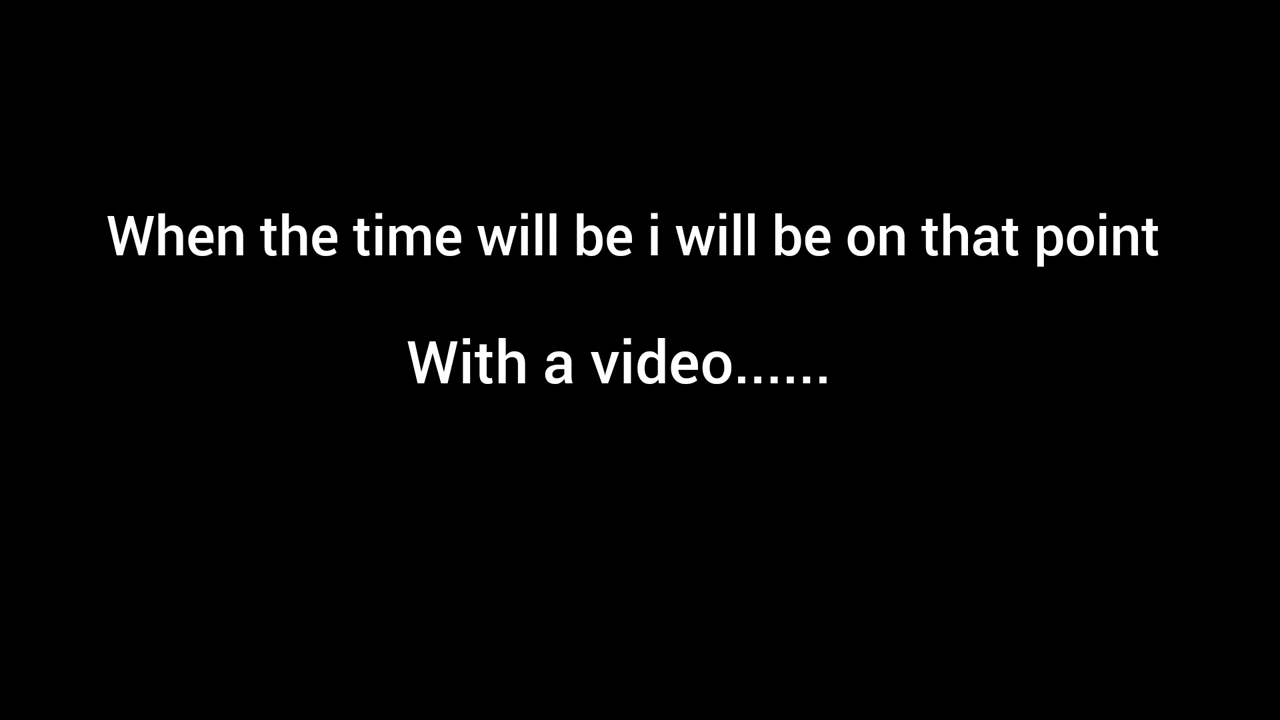 When the time will be i will be on that point
With a video......